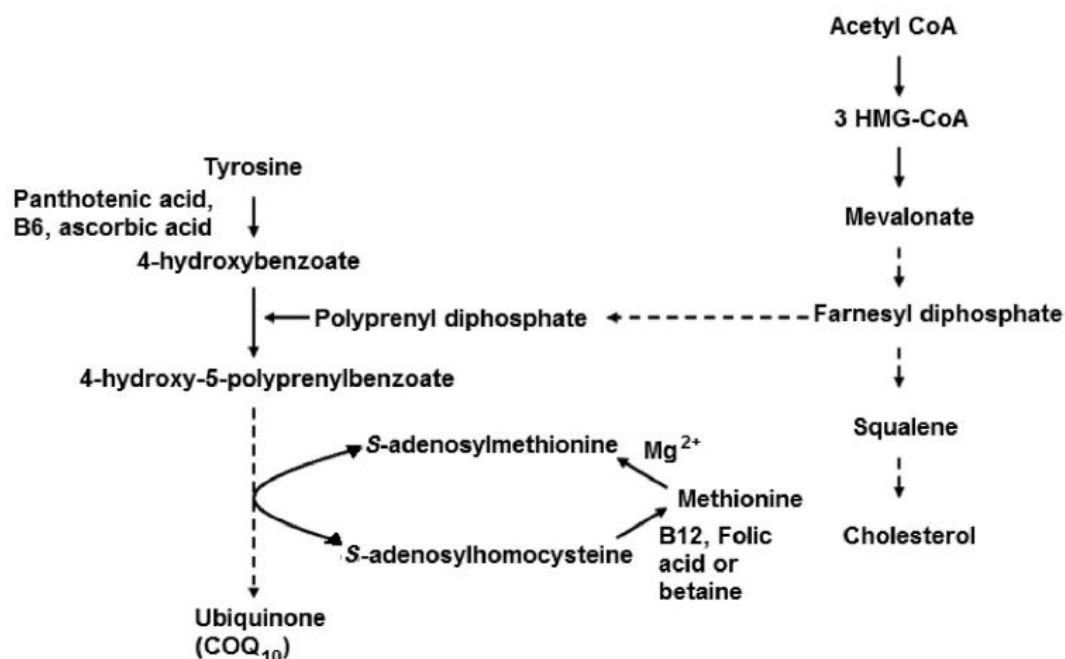 Acetyl CoA
3 HMG-CoA
Tyrosine
Panthotenic acid,
B6, ascorbic acid
Mevalonate
4-hydroxybenzoate
Polyprenyl diphosphate
Farnesyl diphosphate
4-hydroxy-5-polyprenylbenzoate
Squalene
S-adenosylmethionine
Mg2+
Methionine
S-adenosylhomocysteine
B12, Folic
acid or
betaine
Cholesterol
Ubiquinone
(COQ10)